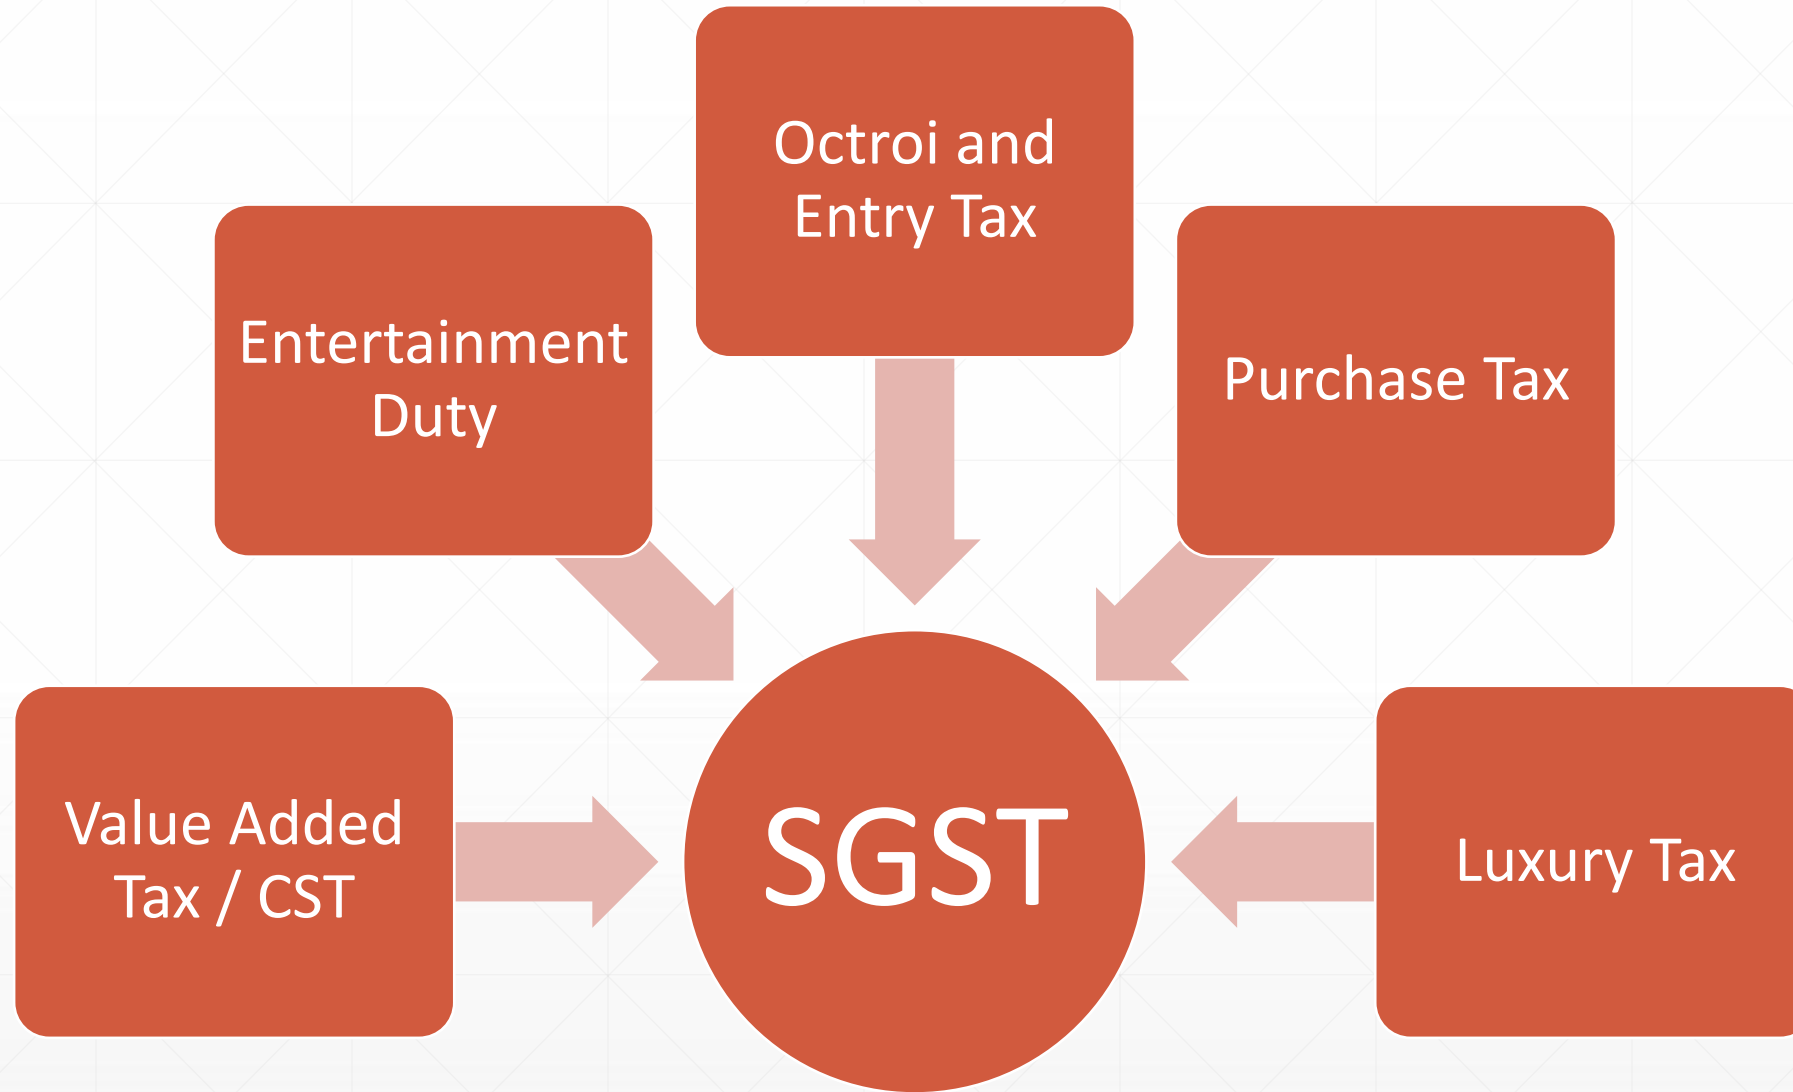 Octroi and
Entry Tax
Entertainment
Duty
Purchase Tax
Value Added
Tax / CST
SGST
Luxury Tax